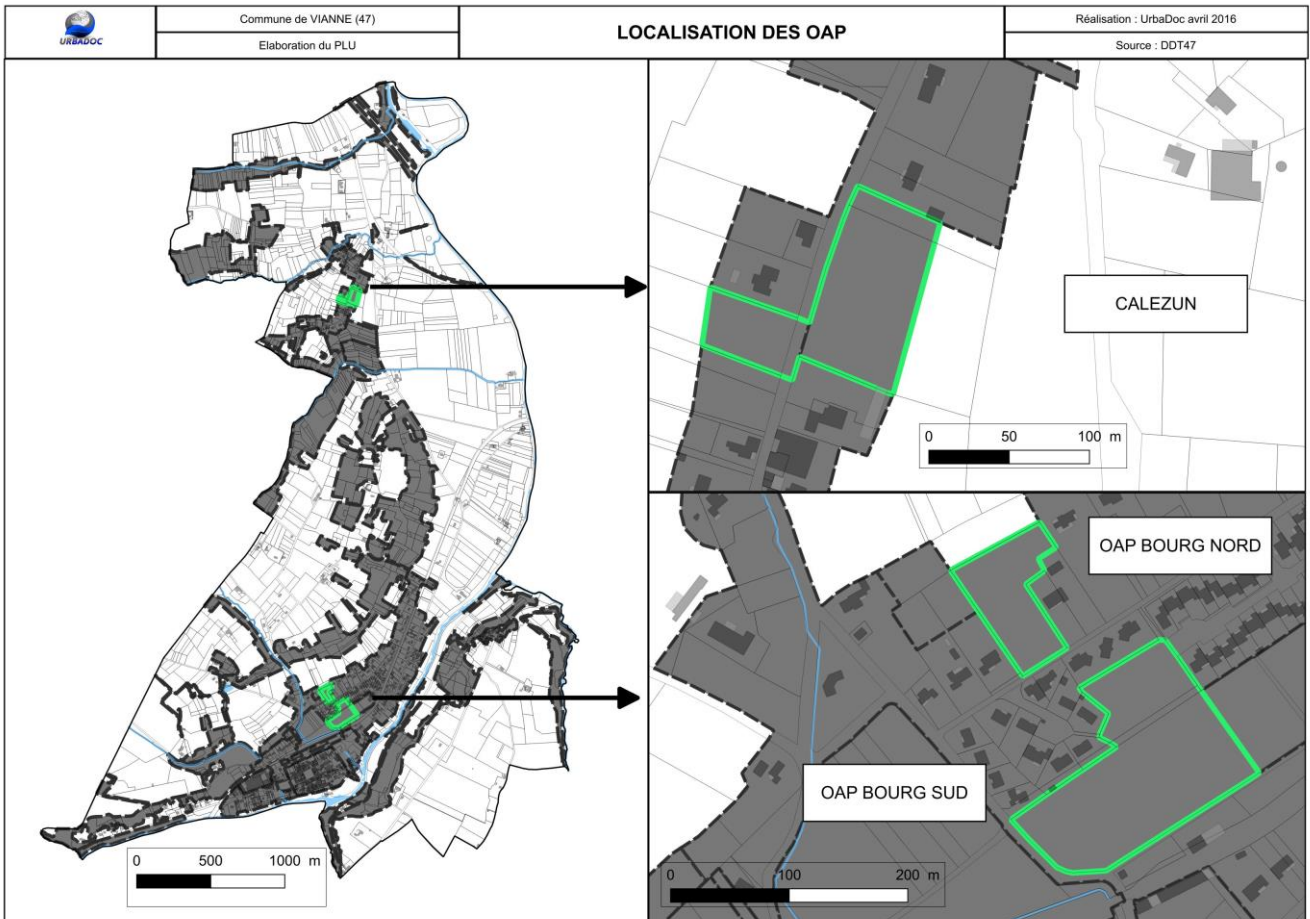 URBADOC
Commune de VIANNE (47)
Elaboration du PLU
LOCALISATION DES OAP
Réalisation : UrbaDoc avril 2016
Source : DDT47
CALEZUN
0 50 100 m
OAP BOURG NORD
OAP BOURG SUD
0 100 200 m
0 500 1000 m